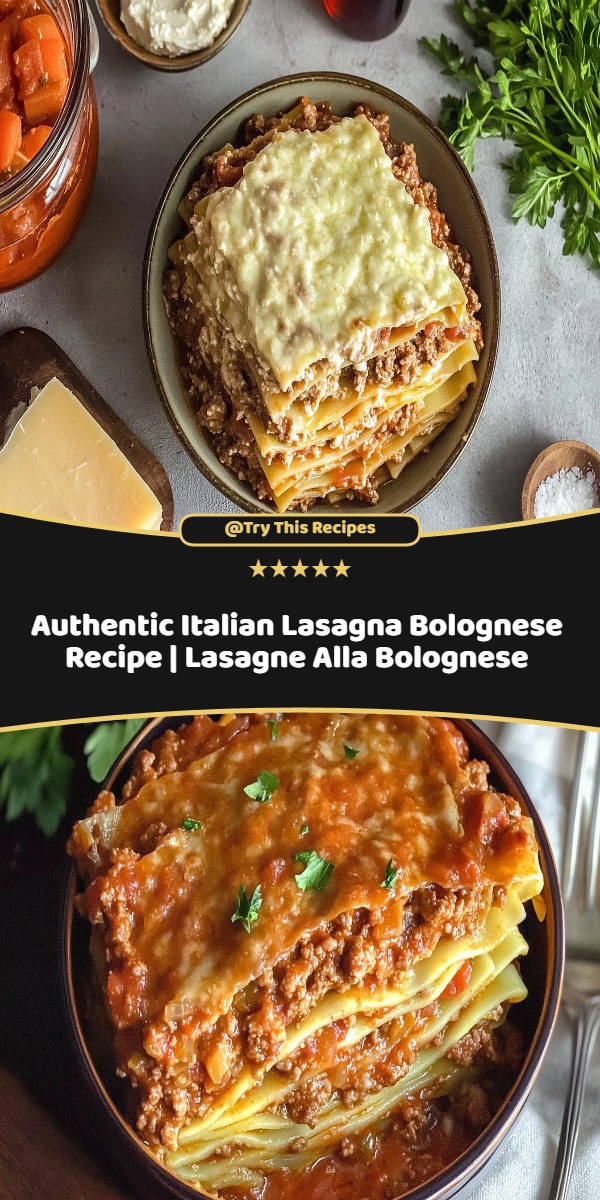 @Try This Recipes
Authentic Italian Lasagna Bolognese
Recipe | Lasagne Alla Bolognese